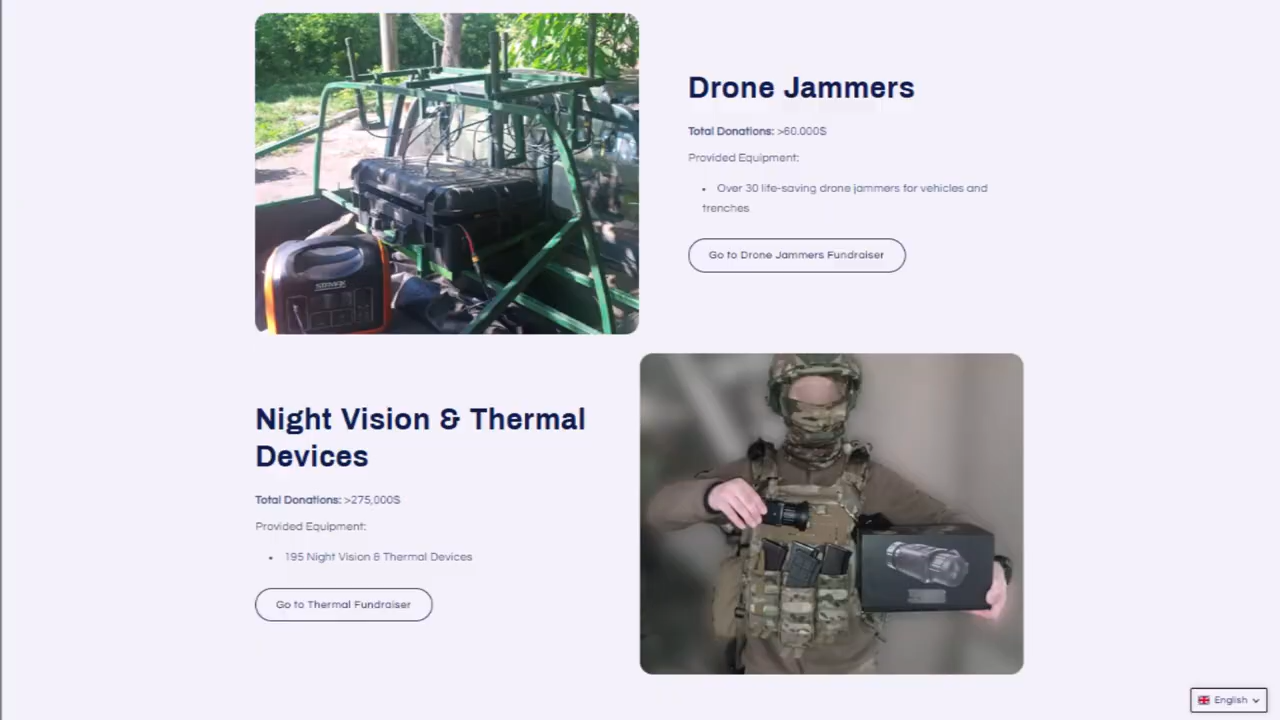 Drone Jammers
Total Donations: >60.000$
Provided Equipment:
• Over 30 life-saving drone jammers for vehicles and
trenches
Go to Drone Jammers Fundraiser
Night Vision & Thermal
Devices
Total Donations: >275,000$
Provided Equipment:
• 195 Night Vision & Thermal Devices
Go to Thermal Fundraiser
English